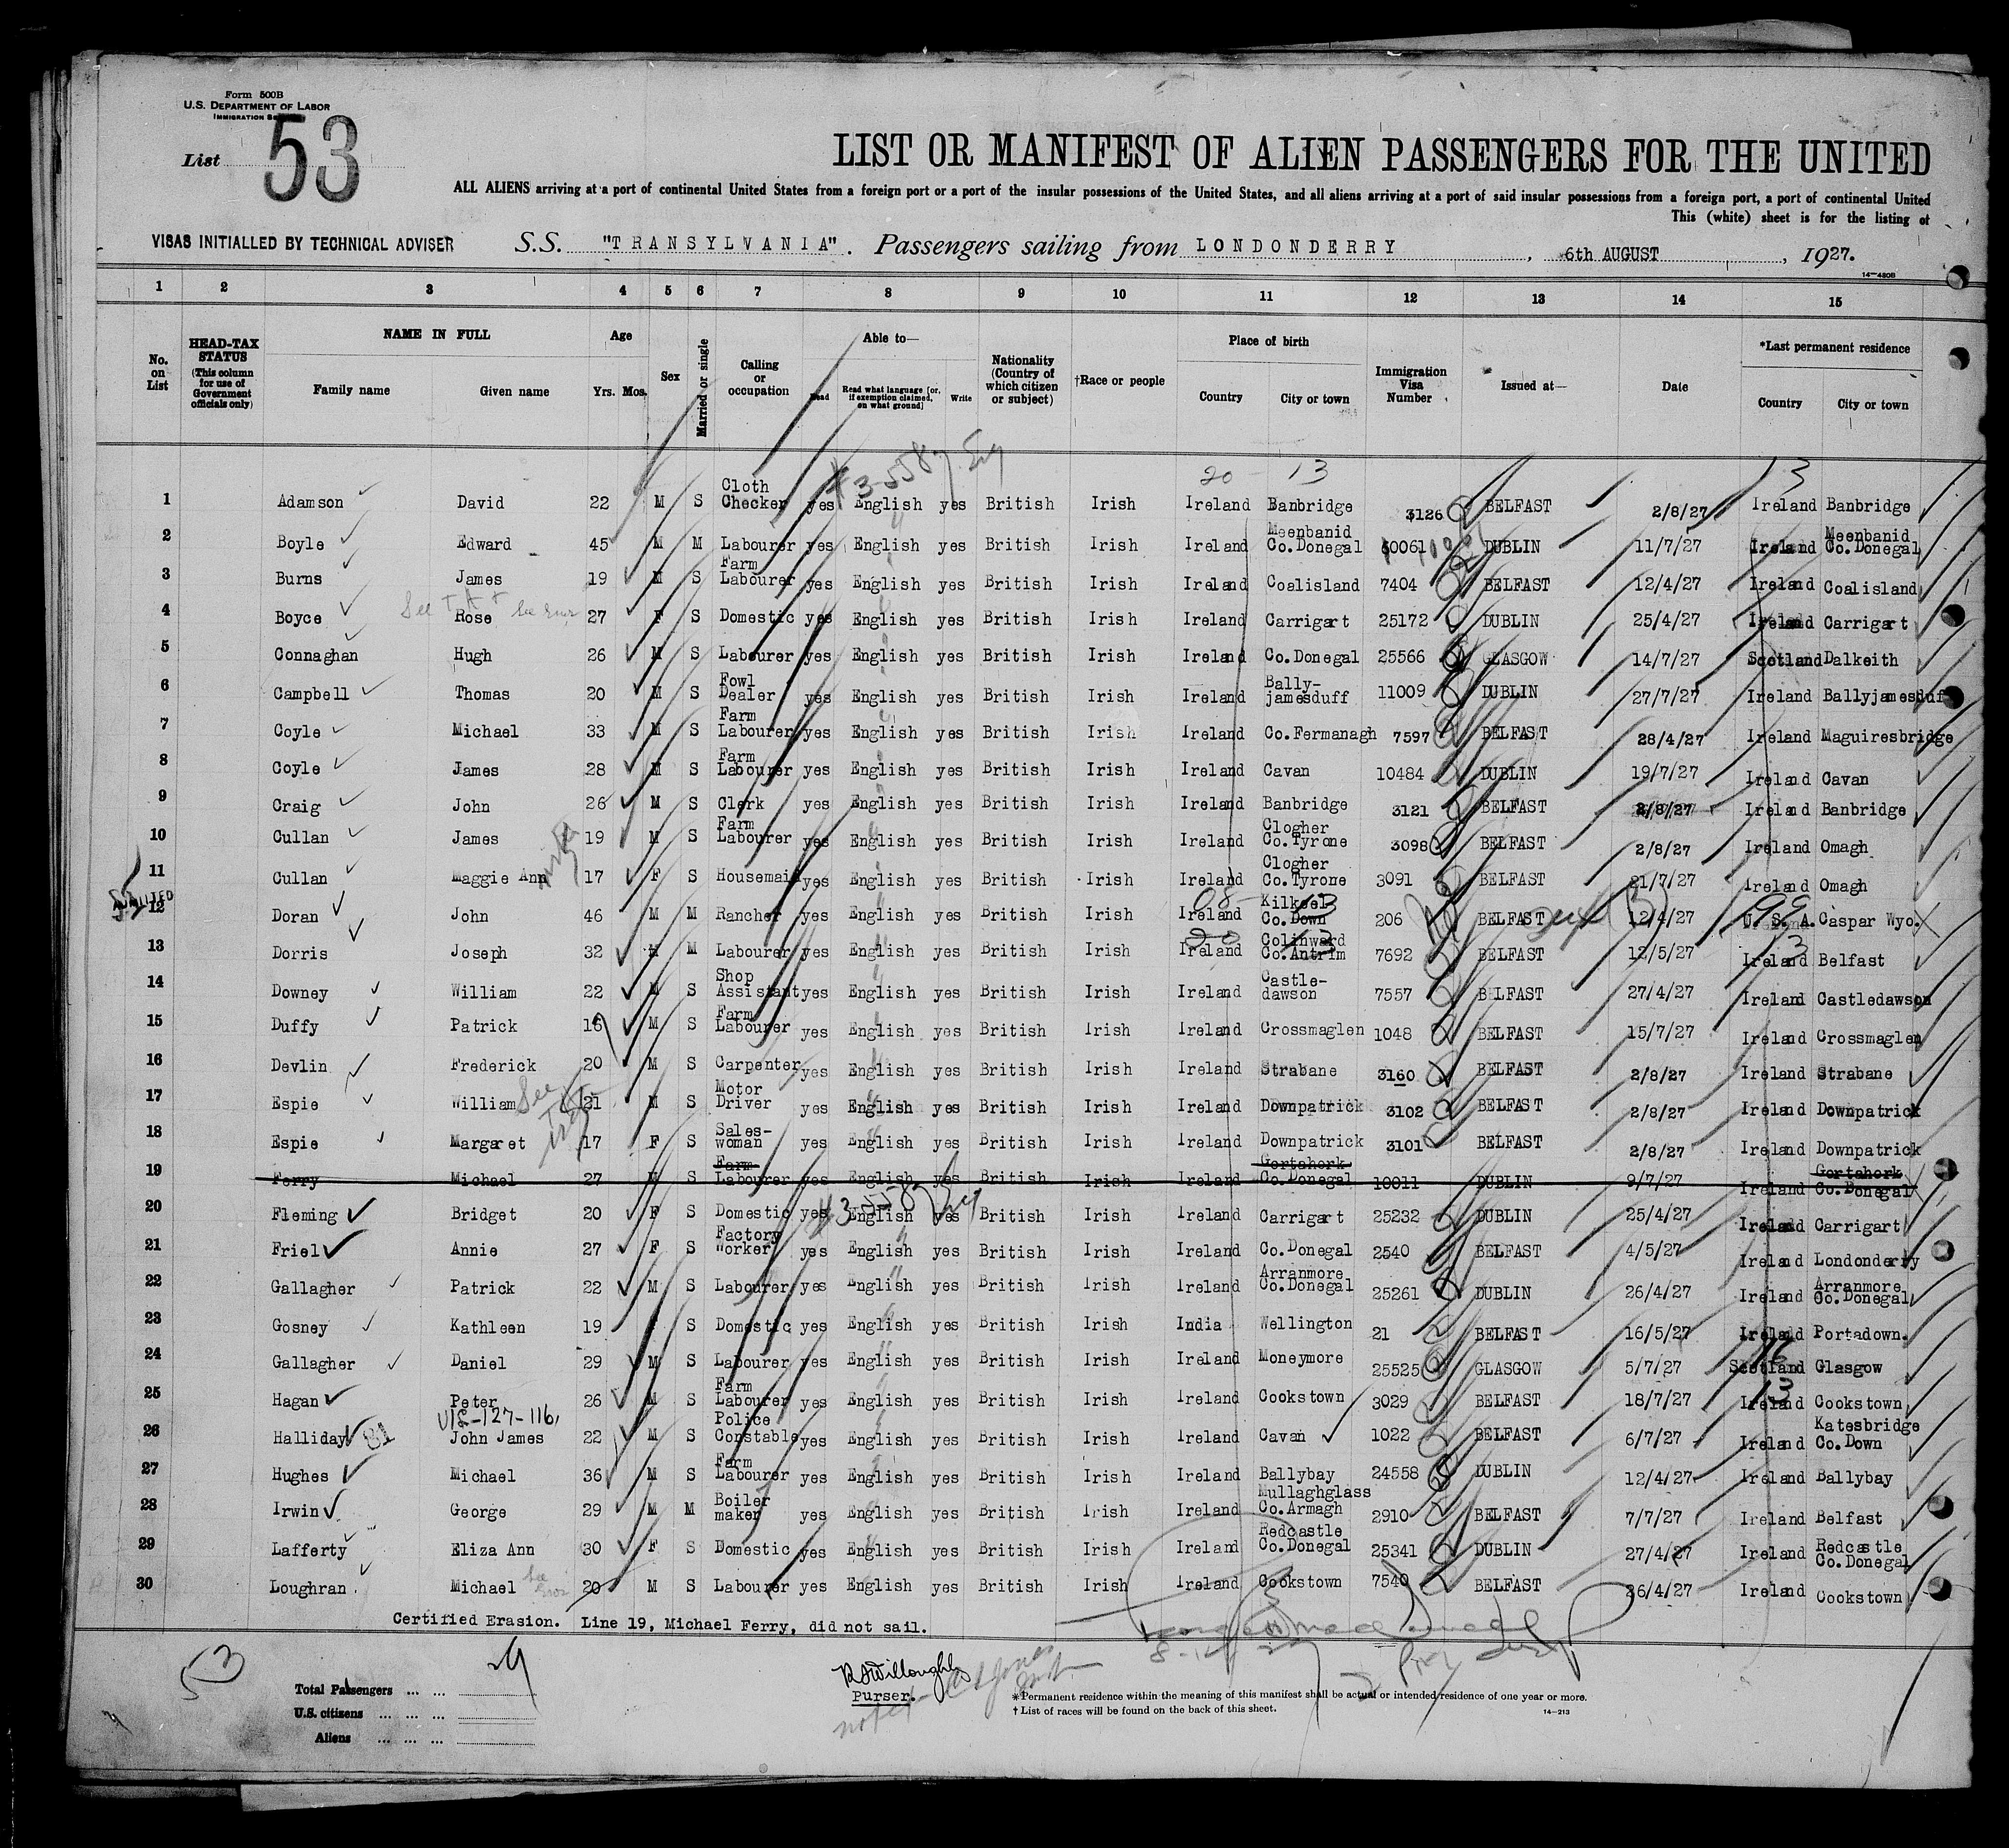 Form 500B
U.S. DEPARTMENT OF LABOR
IMMIGRATION
List 53
LIST OR MANIFEST OF ALIEN PASSENGERS FOR THE UNITED
ALL ALIENS arriving at a port of continental United States from a foreign port or a port of the insular possessions of the United States, and all aliens arriving at a port of said insular possessions from a foreign port, a port of continental United
This (white) sheet is for the listing of
VISAS INITIALLED BY TECHNICAL ADVISER S.S. "TRANSYLVANIA". Passengers sailing from LONDONDERRY, 6th AUGUST, 1927.
14-430B
1 2 3 4 5 6 7 8 9 10 11 12 13 14 15
No. on List HEAD-TAX STATUS (This column for use of Government officials only) NAME IN FULL Family name Given name Age Yrs. Mos. Sex Married or single Calling or occupation Able to— Read Read what language [or, if exemption claimed, on what ground] Write Nationality (Country of which citizen or subject) †Race or people Place of birth Country City or town Immigration Visa Number Issued at— Date *Last permanent residence Country City or town
20 - 13 13
1 Adamson David 22 M S Cloth Checker yes English yes British Irish Ireland Banbridge 3126 BELFAST 2/8/27 Ireland Banbridge
2 Boyle Edward 45 M M Labourer yes English yes British Irish Ireland Meenbanid Co.Donegal 10061 DUBLIN 11/7/27 Ireland Meenbanid Co.Donegal
3 Burns James 19 M S Farm Labourer yes English yes British Irish Ireland Coalisland 7404 BELFAST 12/4/27 Ireland Coalisland
4 Boyce Rose 27 F S Domestic yes English yes British Irish Ireland Carrigart 25172 DUBLIN 25/4/27 Ireland Carrigart
5 Connaghan Hugh 26 M S Labourer yes English yes British Irish Ireland Co.Donegal 25566 GLASGOW 14/7/27 Scotland Dalkeith
6 Campbell Thomas 20 M S Fowl Dealer yes English yes British Irish Ireland Bally-jamesduff 11009 DUBLIN 27/7/27 Ireland Ballyjamesduf
7 Coyle Michael 33 M S Farm Labourer yes English yes British Irish Ireland Co.Fermanagh 7597 BELFAST 28/4/27 Ireland Maguiresbridge
8 Coyle James 28 M S Farm Labourer yes English yes British Irish Ireland Cavan 10484 DUBLIN 19/7/27 Ireland Cavan
9 Craig John 26 M S Clerk yes English yes British Irish Ireland Banbridge 3121 BELFAST 2/8/27 Ireland Banbridge
10 Cullan James 19 M S Farm Labourer yes English yes British Irish Ireland Clogher Co.Tyrone 3098 BELFAST 2/8/27 Ireland Omagh
11 Cullan Maggie Ann 17 F S Housemaid yes English yes British Irish Ireland Clogher Co.Tyrone 3091 BELFAST 21/7/27 Ireland Omagh
ADMITTED
12 Doran John 46 M M Rancher yes English yes British Irish Ireland Kilkeel Co.Down 206 BELFAST 12/4/27 U.S.A. Caspar Wyo.
13 Dorris Joseph 32 M M Labourer yes English yes British Irish Ireland Colinward Co.Antrim 7692 BELFAST 12/5/27 Ireland Belfast
14 Downey William 22 M S Shop Assistant yes English yes British Irish Ireland Castle-dawson 7557 BELFAST 27/4/27 Ireland Castledawson
15 Duffy Patrick 16 M S Farm Labourer yes English yes British Irish Ireland Crossmaglen 1048 BELFAST 15/7/27 Ireland Crossmaglen
16 Devlin Frederick 20 M S Carpenter yes English yes British Irish Ireland Strabane 3160 BELFAST 2/8/27 Ireland Strabane
17 Espie William 21 M S Motor Driver yes English yes British Irish Ireland Downpatrick 3102 BELFAST 2/8/27 Ireland Downpatrick
18 Espie Margaret 17 F S Sales-woman yes English yes British Irish Ireland Downpatrick 3101 BELFAST 2/8/27 Ireland Downpatrick
19 Ferry Michael 27 M S Farm Labourer yes English yes British Irish Ireland Gortahork Co.Donegal 10011 DUBLIN 9/7/27 Ireland Gortahork Co.Donegal
20 Fleming Bridget 20 F S Domestic yes English yes British Irish Ireland Carrigart 25232 DUBLIN 25/4/27 Ireland Carrigart
21 Friel Annie 27 F S Factory Worker yes English yes British Irish Ireland Co.Donegal 2540 BELFAST 4/5/27 Ireland Londonderry
22 Gallagher Patrick 22 M S Labourer yes English yes British Irish Ireland Arranmore Co.Donegal 25261 DUBLIN 26/4/27 Ireland Arranmore Co.Donegal
23 Gosney Kathleen 19 F S Domestic yes English yes British Irish India Wellington 21 BELFAST 16/5/27 Ireland Portadown.
24 Gallagher Daniel 29 M S Labourer yes English yes British Irish Ireland Moneymore 25525 GLASGOW 5/7/27 Scotland Glasgow
25 Hagan Peter 26 M S Farm Labourer yes English yes British Irish Ireland Cookstown 3029 BELFAST 18/7/27 Ireland Cookstown
26 Halliday John James 22 M S Police Constable yes English yes British Irish Ireland Cavan 1022 BELFAST 6/7/27 Ireland Katesbridge Co.Down
27 Hughes Michael 36 M S Farm Labourer yes English yes British Irish Ireland Ballybay 24558 DUBLIN 12/4/27 Ireland Ballybay
28 Irwin George 29 M M Boiler maker yes English yes British Irish Ireland Mullaghglass Co.Armagh 2910 BELFAST 7/7/27 Ireland Belfast
29 Lafferty Eliza Ann 30 F S Domestic yes English yes British Irish Ireland Redcastle Co.Donegal 25341 DUBLIN 27/4/27 Ireland Redcastle Co.Donegal
30 Loughran Michael 20 M S Labourer yes English yes British Irish Ireland Cookstown 7540 BELFAST 26/4/27 Ireland Cookstown
Certified Erasion. Line 19, Michael Ferry, did not sail.
Total Passengers ... ... 29
U.S. citizens ... ... ...
Aliens ... ... ...
Purser.
*Permanent residence within the meaning of this manifest shall be actual or intended residence of one year or more.
†List of races will be found on the back of this sheet.
14-213